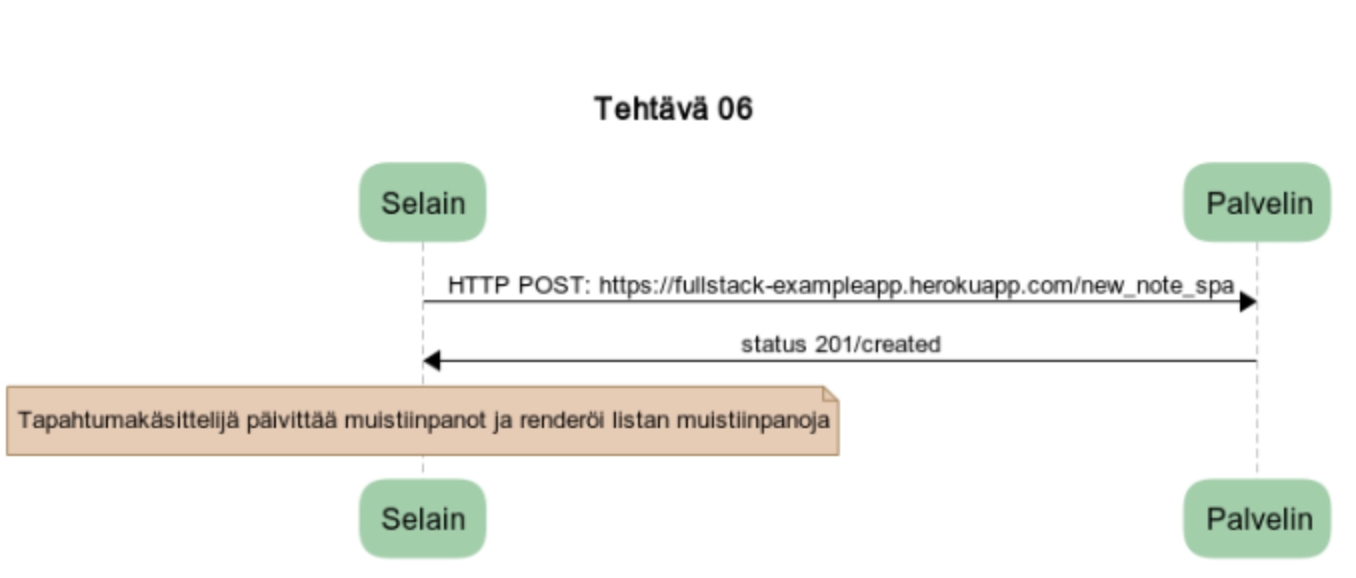 Tehtävä 06
Selain
Palvelin
HTTP POST: https://fullstack-exampleapp.herokuapp.com/new_note_spa
status 201/created
Tapahtumakäsittelijä päivittää muistiinpanot ja renderöi listan muistiinpanoja
Selain
Palvelin